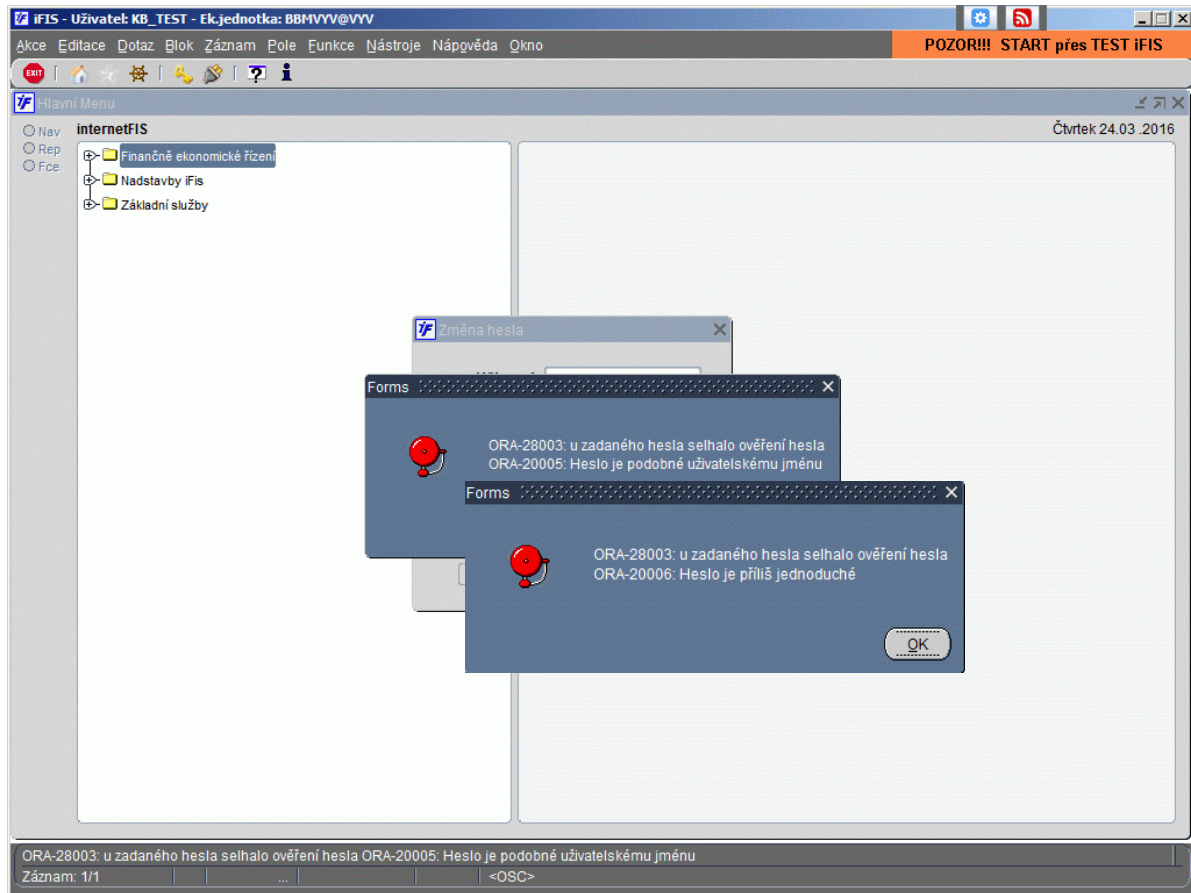 iFIS - Uživatel: KB_TEST - Ek.jednotka: BBMVYV@VYV
Akce Editace Dotaz Blok Záznam Pole Funkce Nástroje Nápověda Okno
POZOR!!! START přes TEST iFIS
EXIT
Hlavní Menu
Nav
Rep
Fce
internetFIS
Čtvrtek 24.03 .2016
Finančně ekonomické řízení
Nadstavby iFis
Základní služby
Změna hesla
Forms
ORA-28003: u zadaného hesla selhalo ověření hesla
ORA-20005: Heslo je podobné uživatelskému jménu
Forms
ORA-28003: u zadaného hesla selhalo ověření hesla
ORA-20006: Heslo je příliš jednoduché
OK
ORA-28003: u zadaného hesla selhalo ověření hesla ORA-20005: Heslo je podobné uživatelskému jménu
Záznam: 1/1 ... <OSC>